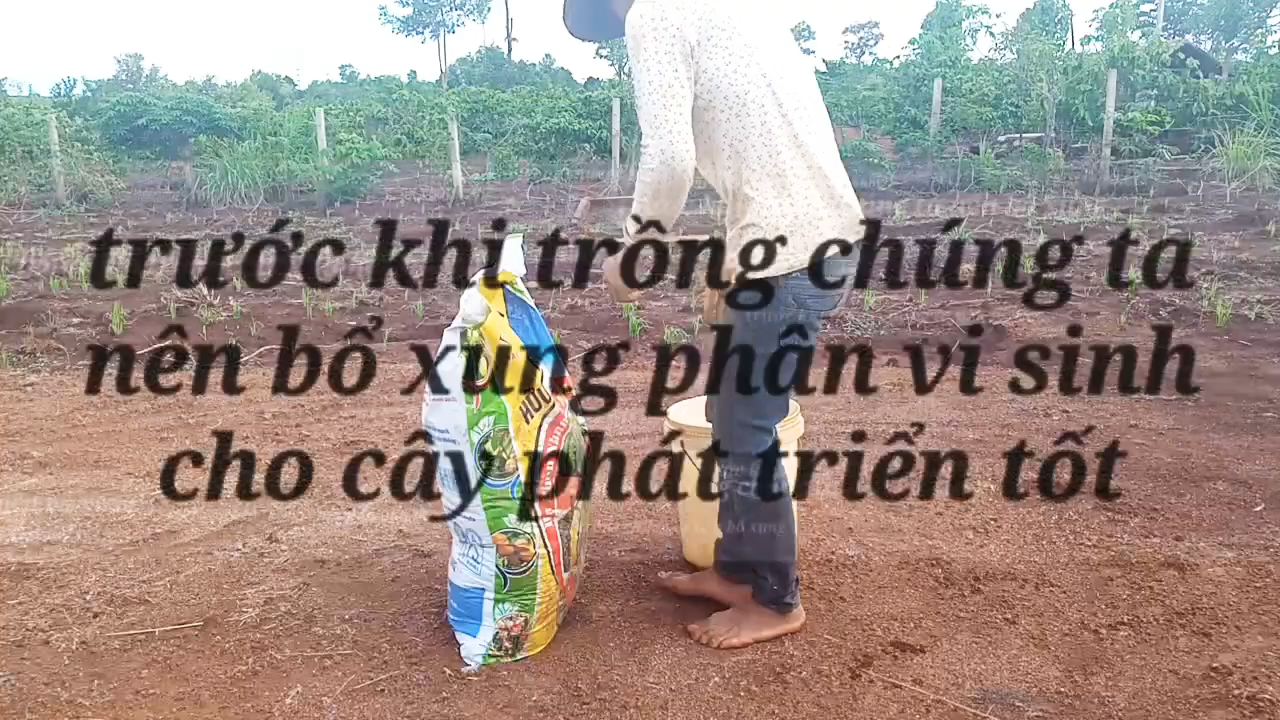 trước khi trồng chúng ta
nên bổ xung phân vi sinh
cho cây phát triển tốt